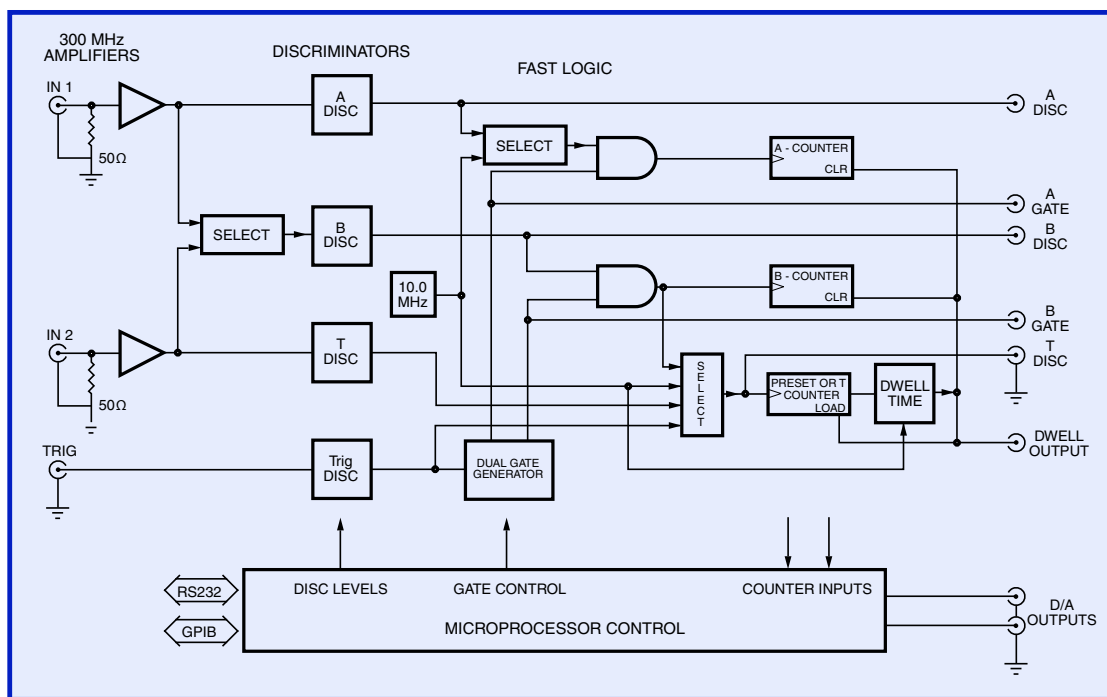 300 MHz
AMPLIFIERS
DISCRIMINATORS
FAST LOGIC
IN 1
50Ω
A
DISC
SELECT
A - COUNTER
CLR
A
DISC
A
GATE
SELECT
B
DISC
B
DISC
10.0
MHz
B - COUNTER
CLR
B
GATE
IN 2
50Ω
T
DISC
SELECT
PRESET OR T
COUNTER
LOAD
DWELL
TIME
T
DISC
TRIG
Trig
DISC
DUAL GATE
GENERATOR
DWELL
OUTPUT
RS232
GPIB
DISC LEVELS
GATE CONTROL
COUNTER INPUTS
MICROPROCESSOR CONTROL
D/A
OUTPUTS